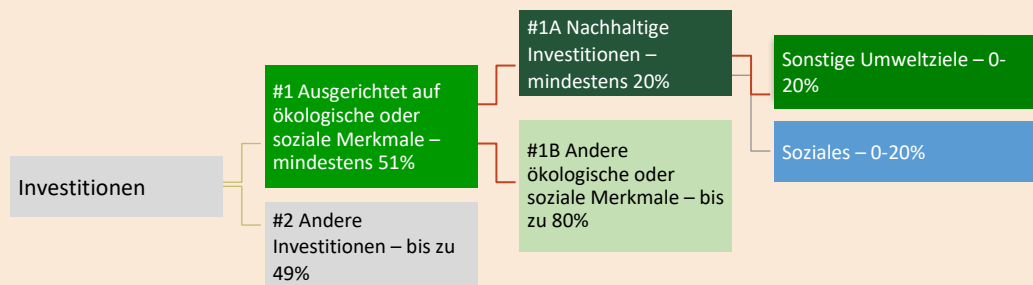 Investitionen
#1 Ausgerichtet auf
ökologische oder
soziale Merkmale –
mindestens 51%
#2 Andere
Investitionen – bis zu
49%
#1A Nachhaltige
Investitionen –
mindestens 20%
#1B Andere
ökologische oder
soziale Merkmale – bis
zu 80%
Sonstige Umweltziele – 0-
20%
Soziales – 0-20%